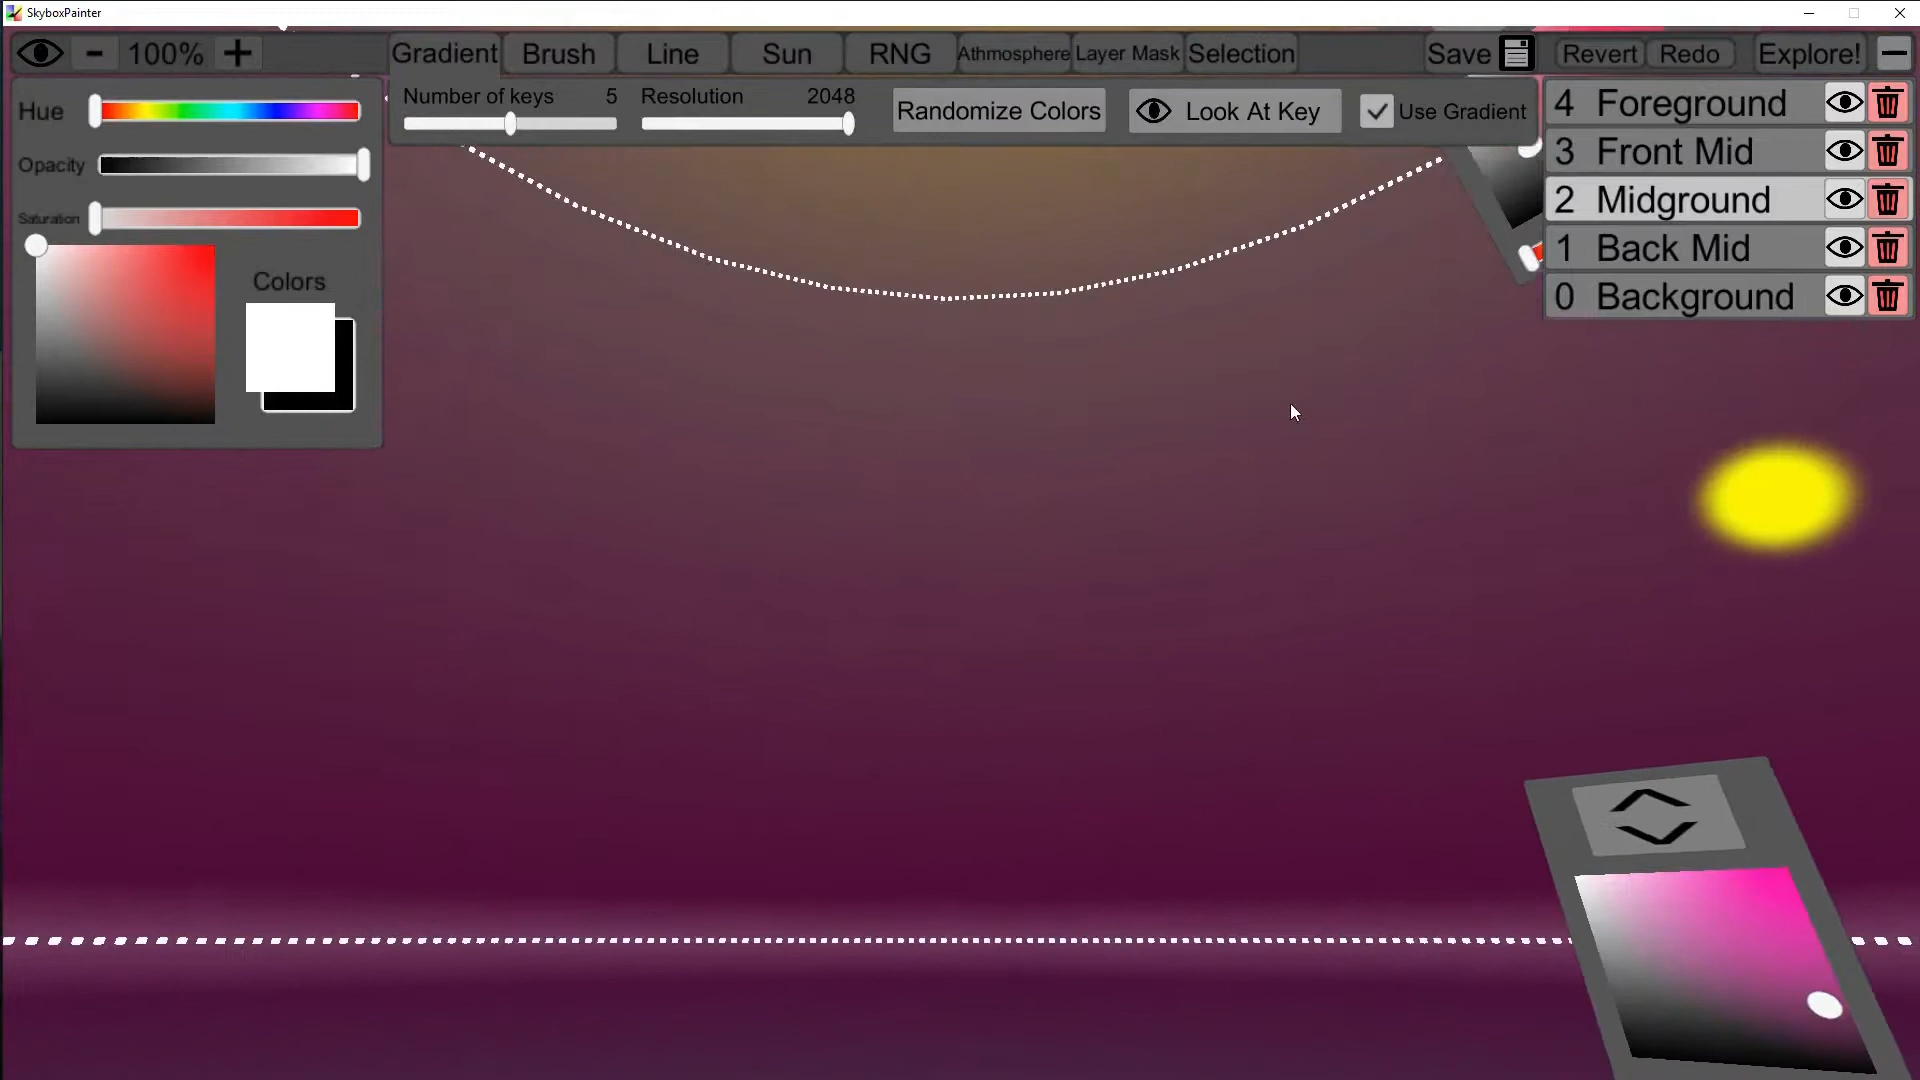 SkyboxPainter
100%
Gradient
Brush
Line
Sun
RNG
Athmosphere
Layer Mask
Selection
Save
Revert
Redo
Explore!
Number of keys 5
Resolution 2048
Randomize Colors
Look At Key
Use Gradient
Hue
Opacity
Saturation
Colors
4 Foreground
3 Front Mid
2 Midground
1 Back Mid
0 Background